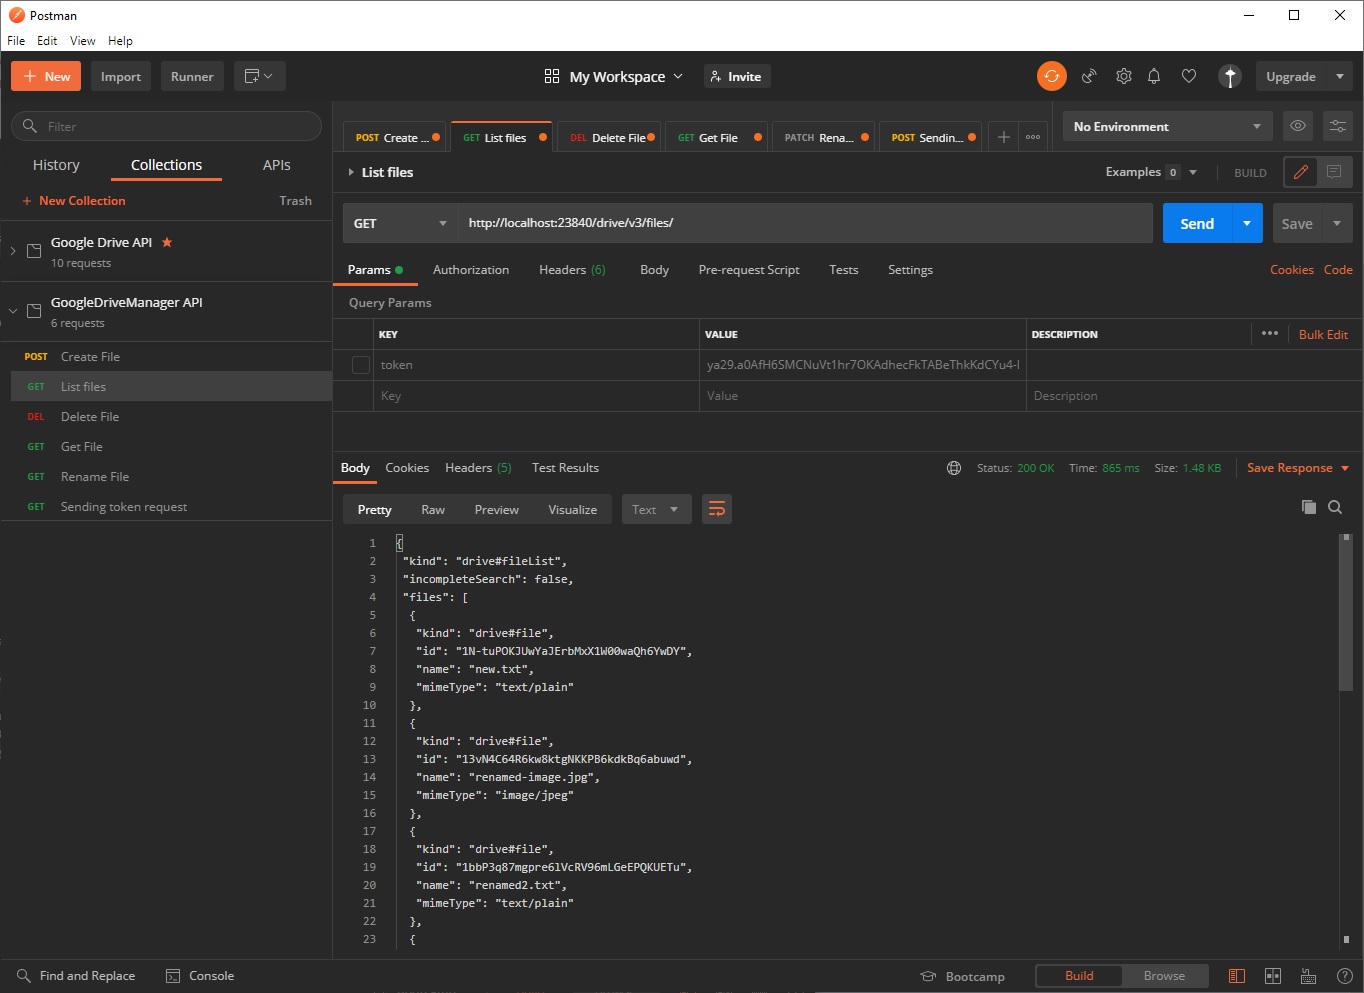 Postman
File Edit View Help
New Import Runner My Workspace Invite Upgrade
Filter
History Collections APIs
New Collection Trash
Google Drive API
10 requests
GoogleDriveManager API
6 requests
POST Create File
GET List files
DEL Delete File
GET Get File
GET Rename File
GET Sending token request
POST Create ... GET List files DEL Delete File GET Get File PATCH Rena... POST Sendin... No Environment
List files Examples 0 BUILD
GET http://localhost:23840/drive/v3/files/ Send Save
Params Authorization Headers (6) Body Pre-request Script Tests Settings Cookies Code
Query Params
KEY VALUE DESCRIPTION Bulk Edit
token ya29.a0AfH6SMCNuVt1hr7OKAdhecFkTABeThkKdCYu4-l
Key Value Description
Body Cookies Headers (5) Test Results Status: 200 OK Time: 865 ms Size: 1.48 KB Save Response
Pretty Raw Preview Visualize Text
1 {
2 "kind": "drive#fileList",
3 "incompleteSearch": false,
4 "files": [
5 {
6 "kind": "drive#file",
7 "id": "1N-tuPOKJUwYaJErbMxX1W00waQh6YwDY",
8 "name": "new.txt",
9 "mimeType": "text/plain"
10 },
11 {
12 "kind": "drive#file",
13 "id": "13vN4C64R6kw8ktgNKKPB6kdkBq6abuwd",
14 "name": "renamed-image.jpg",
15 "mimeType": "image/jpeg"
16 },
17 {
18 "kind": "drive#file",
19 "id": "1bbP3q87mgpre6lVcRV96mLGeEPQKUETu",
20 "name": "renamed2.txt",
21 "mimeType": "text/plain"
22 },
23 {
Find and Replace Console Bootcamp Build Browse